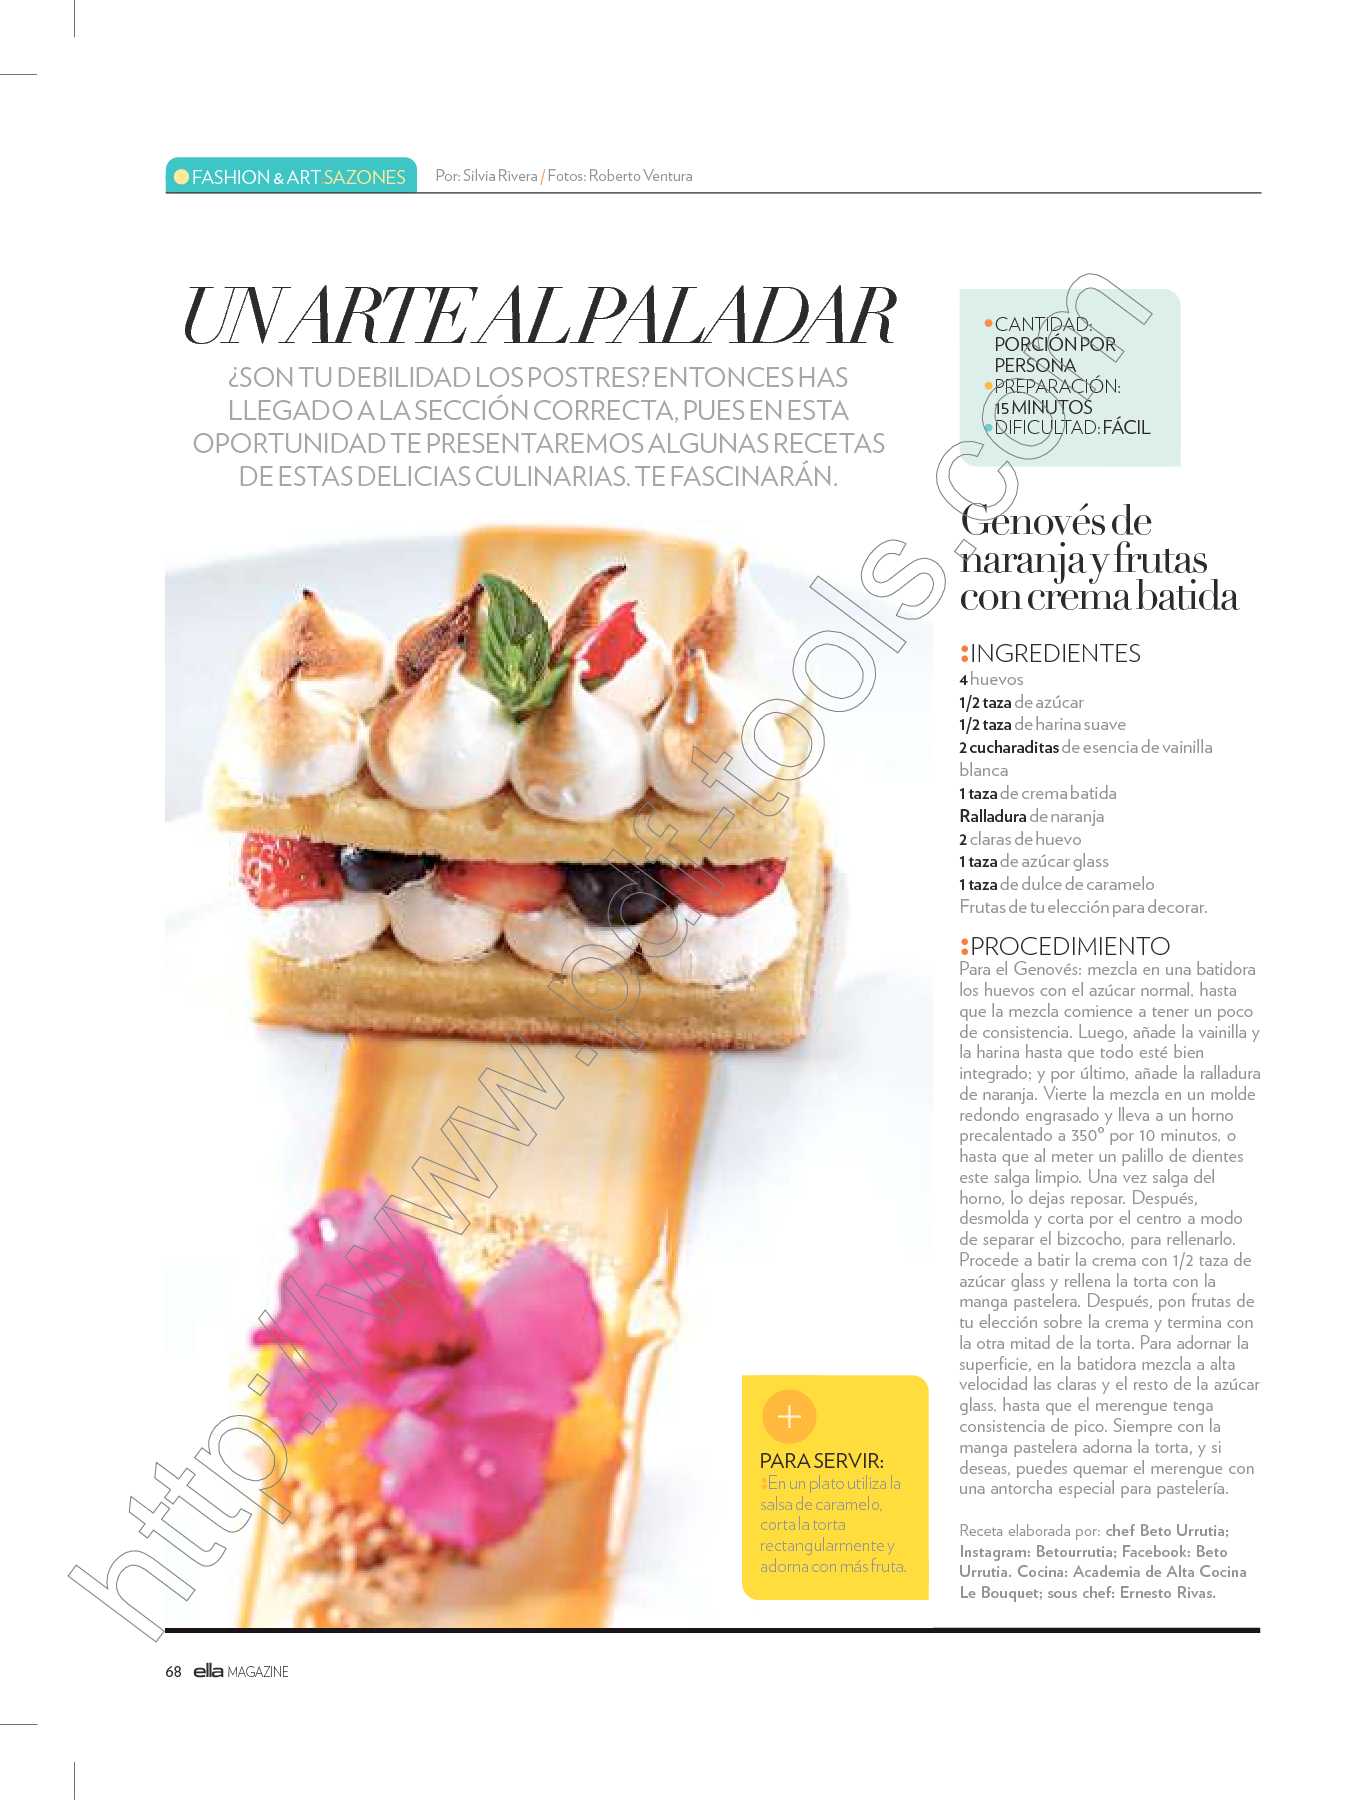 FASHION & ART:SAZONES
Por: Silvia Rivera / Fotos: Roberto Ventura
UN ARTE AL PALADAR
¿SON TU DEBILIDAD LOS POSTRES? ENTONCES HAS
LLEGADO A LA SECCIÓN CORRECTA, PUES EN ESTA
OPORTUNIDAD TE PRESENTAREMOS ALGUNAS RECETAS
DE ESTAS DELICIAS CULINARIAS. TE FASCINARÁN.
CANTIDAD:
PORCIÓN POR
PERSONA
PREPARACIÓN:
15 MINUTOS
DIFICULTAD: FÁCIL
Genovés de
naranja y frutas
con crema batida
:INGREDIENTES
4 huevos
1/2 taza de azúcar
1/2 taza de harina suave
2 cucharaditas de esencia de vainilla
blanca
1 taza de crema batida
Ralladura de naranja
2 claras de huevo
1 taza de azúcar glass
1 taza de dulce de caramelo
Frutas de tu elección para decorar.
:PROCEDIMIENTO
Para el Genovés: mezcla en una batidora
los huevos con el azúcar normal, hasta
que la mezcla comience a tener un poco
de consistencia. Luego, añade la vainilla y
la harina hasta que todo esté bien
integrado; y por último, añade la ralladura
de naranja. Vierte la mezcla en un molde
redondo engrasado y lleva a un horno
precalentado a 350° por 10 minutos, o
hasta que al meter un palillo de dientes
este salga limpio. Una vez salga del
horno, lo dejas reposar. Después,
desmolda y corta por el centro a modo
de separar el bizcocho, para rellenarlo.
Procede a batir la crema con 1/2 taza de
azúcar glass y rellena la torta con la
manga pastelera. Después, pon frutas de
tu elección sobre la crema y termina con
la otra mitad de la torta. Para adornar la
superficie, en la batidora mezcla a alta
velocidad las claras y el resto de la azúcar
glass, hasta que el merengue tenga
consistencia de pico. Siempre con la
manga pastelera adorna la torta, y si
deseas, puedes quemar el merengue con
una antorcha especial para pastelería.
Receta elaborada por: chef Beto Urrutia;
Instagram: Betourrutia; Facebook: Beto
Urrutia. Cocina: Academia de Alta Cocina
Le Bouquet; sous chef: Ernesto Rivas.
+
PARA SERVIR:
:En un plato utiliza la
salsa de caramelo,
corta la torta
rectangularmente y
adorna con más fruta.
68 ella MAGAZINE
http://www.pdf-tools.com